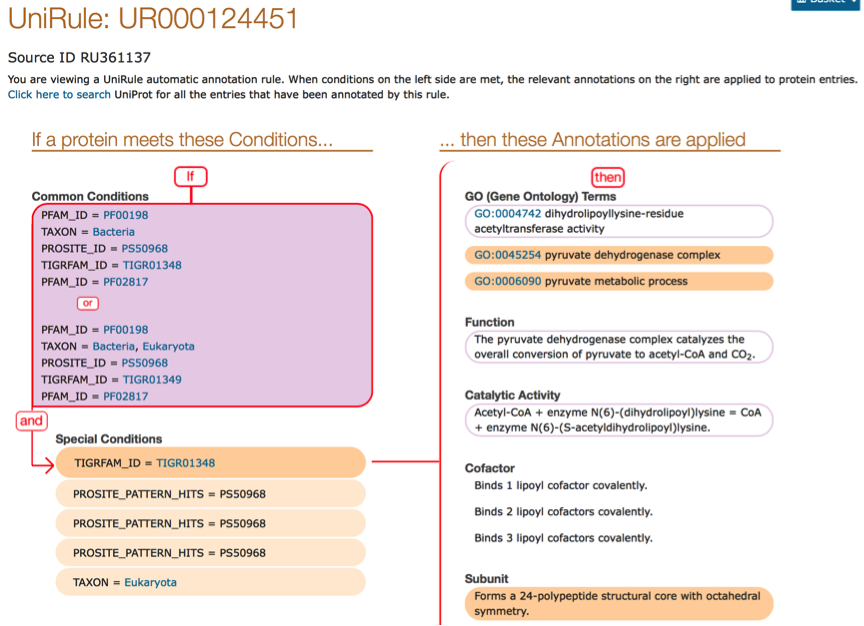 Basket
UniRule: UR000124451
Source ID RU361137
You are viewing a UniRule automatic annotation rule. When conditions on the left side are met, the relevant annotations on the right are applied to protein entries.
Click here to search UniProt for all the entries that have been annotated by this rule.
If a protein meets these Conditions...
If
Common Conditions
PFAM_ID = PF00198
TAXON = Bacteria
PROSITE_ID = PS50968
TIGRFAM_ID = TIGR01348
PFAM_ID = PF02817
or
PFAM_ID = PF00198
TAXON = Bacteria, Eukaryota
PROSITE_ID = PS50968
TIGRFAM_ID = TIGR01349
PFAM_ID = PF02817
and
Special Conditions
TIGRFAM_ID = TIGR01348
PROSITE_PATTERN_HITS = PS50968
PROSITE_PATTERN_HITS = PS50968
PROSITE_PATTERN_HITS = PS50968
TAXON = Eukaryota
... then these Annotations are applied
then
GO (Gene Ontology) Terms
GO:0004742 dihydrolipoyllysine-residue
acetyltransferase activity
GO:0045254 pyruvate dehydrogenase complex
GO:0006090 pyruvate metabolic process
Function
The pyruvate dehydrogenase complex catalyzes the
overall conversion of pyruvate to acetyl-CoA and CO₂.
Catalytic Activity
Acetyl-CoA + enzyme N(6)-(dihydrolipoyl)lysine = CoA
+ enzyme N(6)-(S-acetyldihydrolipoyl)lysine.
Cofactor
Binds 1 lipoyl cofactor covalently.
Binds 2 lipoyl cofactors covalently.
Binds 3 lipoyl cofactors covalently.
Subunit
Forms a 24-polypeptide structural core with octahedral
symmetry.